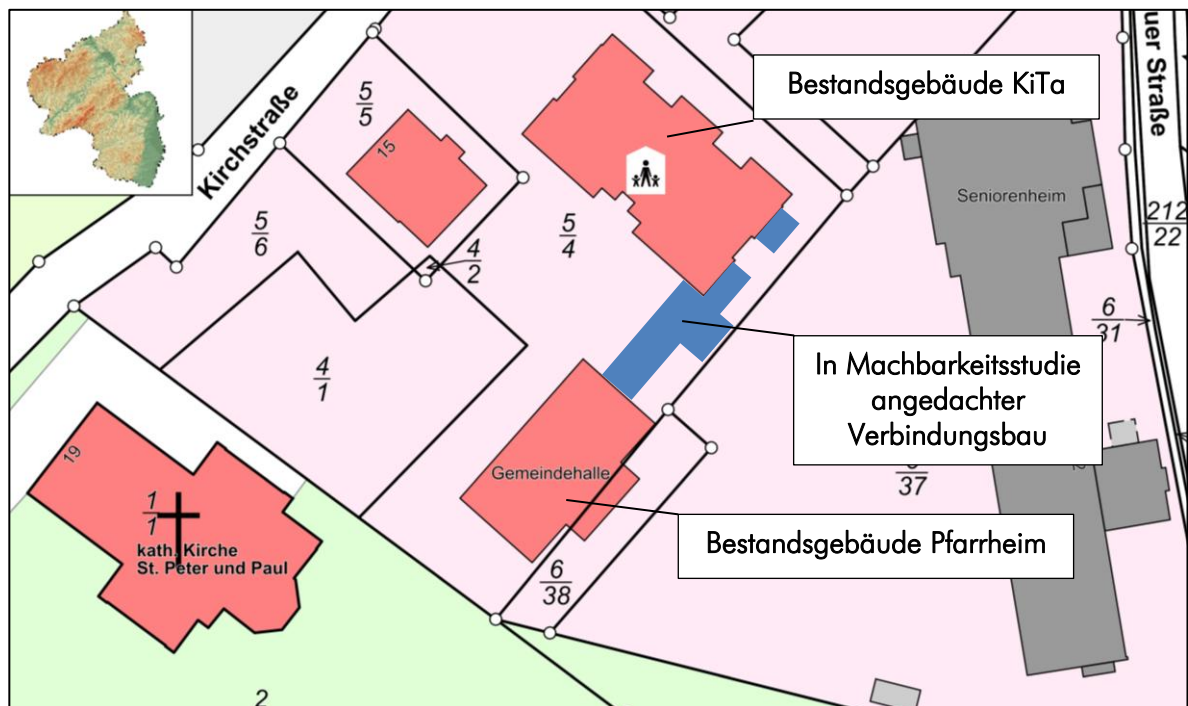 Kirchstraße
uer Straße
5
5
15
Bestandsgebäude KiTa
Seniorenheim
212
22
5
6
5
4
4
2
6
31
4
1
In Machbarkeitsstudie
angedachter
Verbindungsbau
19
Gemeindehalle
37
1
1
kath. Kirche
St. Peter und Paul
Bestandsgebäude Pfarrheim
6
38
2